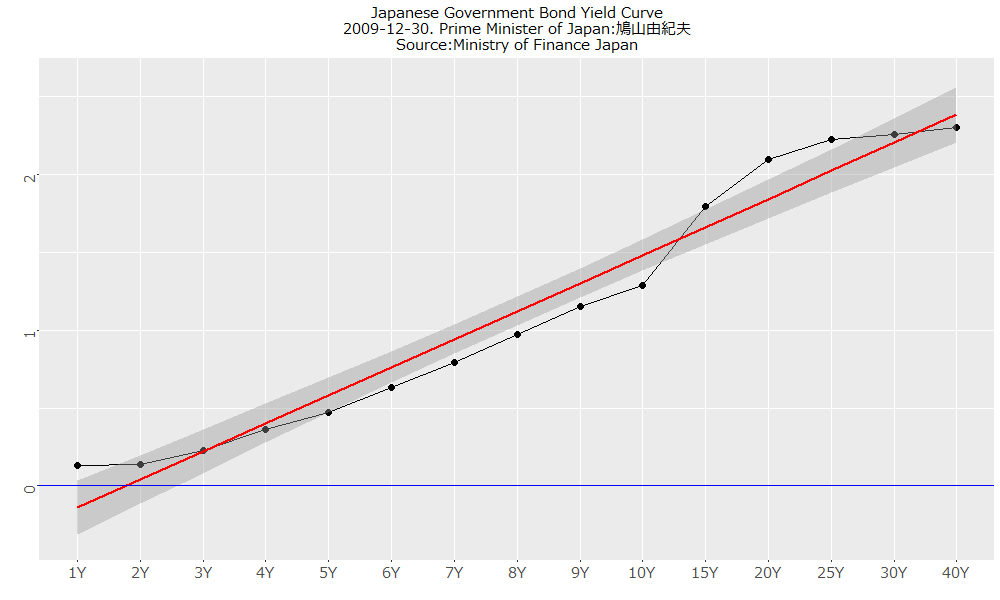 Japanese Government Bond Yield Curve
2009-12-30. Prime Minister of Japan:鳩山由紀夫
Source:Ministry of Finance Japan
2
1
0
1Y 2Y 3Y 4Y 5Y 6Y 7Y 8Y 9Y 10Y 15Y 20Y 25Y 30Y 40Y